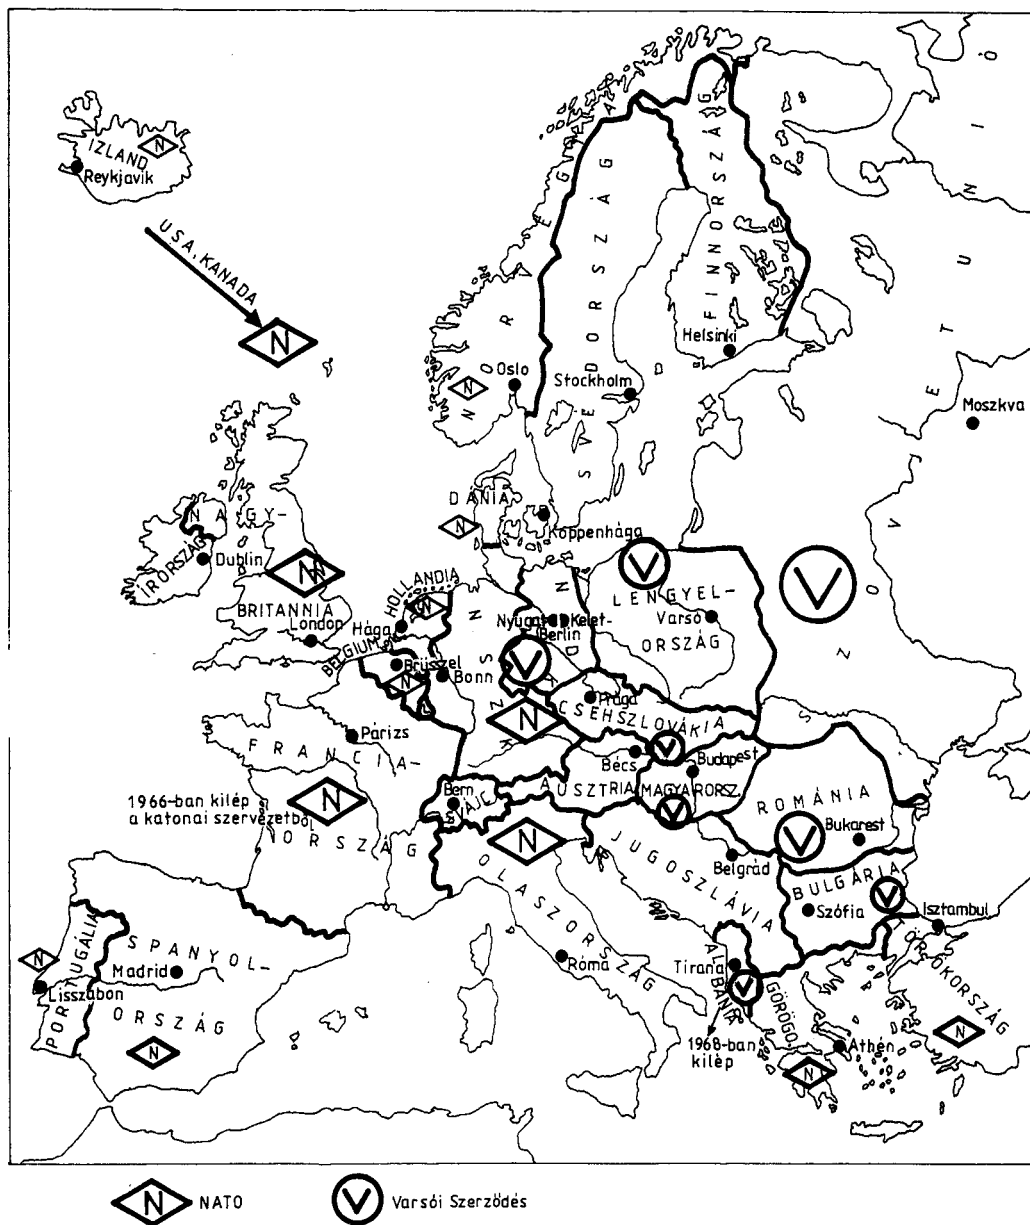 IZLAND
N
Reykjavik
USA, KANADA
N
NORVÉGIA
N
Oslo
SVÉDORSZÁG
Stockholm
FINNORSZÁG
Helsinki
SZOVJETUNIÓ
Moszkva
V
DÁNIA
N
Koppenhága
NAGY-
BRITANNIA
N
London
ÍRORSZÁG
Dublin
HOLLANDIA
N
Hága
BELGIUM
Brüsszel
N
Bonn
NSZK
N
NDK
Nyugat-
Kelet-
Berlin
V
LENGYEL-
ORSZÁG
V
Varsó
Prága
CSEHSZLOVÁKIA
V
Párizs
FRANCIA-
ORSZÁG
N
1966-ban kilép
a katonai szervezetből
Bern
SVÁJC
AUSZTRIA
Bécs
MAGYARORSZ.
Budapest
V
ROMÁNIA
Bukarest
V
JUGOSZLÁVIA
Belgrád
BULGÁRIA
Szófia
V
Isztambul
TÖRÖKORSZÁG
N
OLASZORSZÁG
N
Róma
ALBÁNIA
Tirana
V
1968-ban
kilép
GÖRÖGO.
Athén
N
PORTUGÁLIA
N
Lisszabon
SPANYOL-
ORSZÁG
Madrid
N
N NATO
V Varsói Szerződés